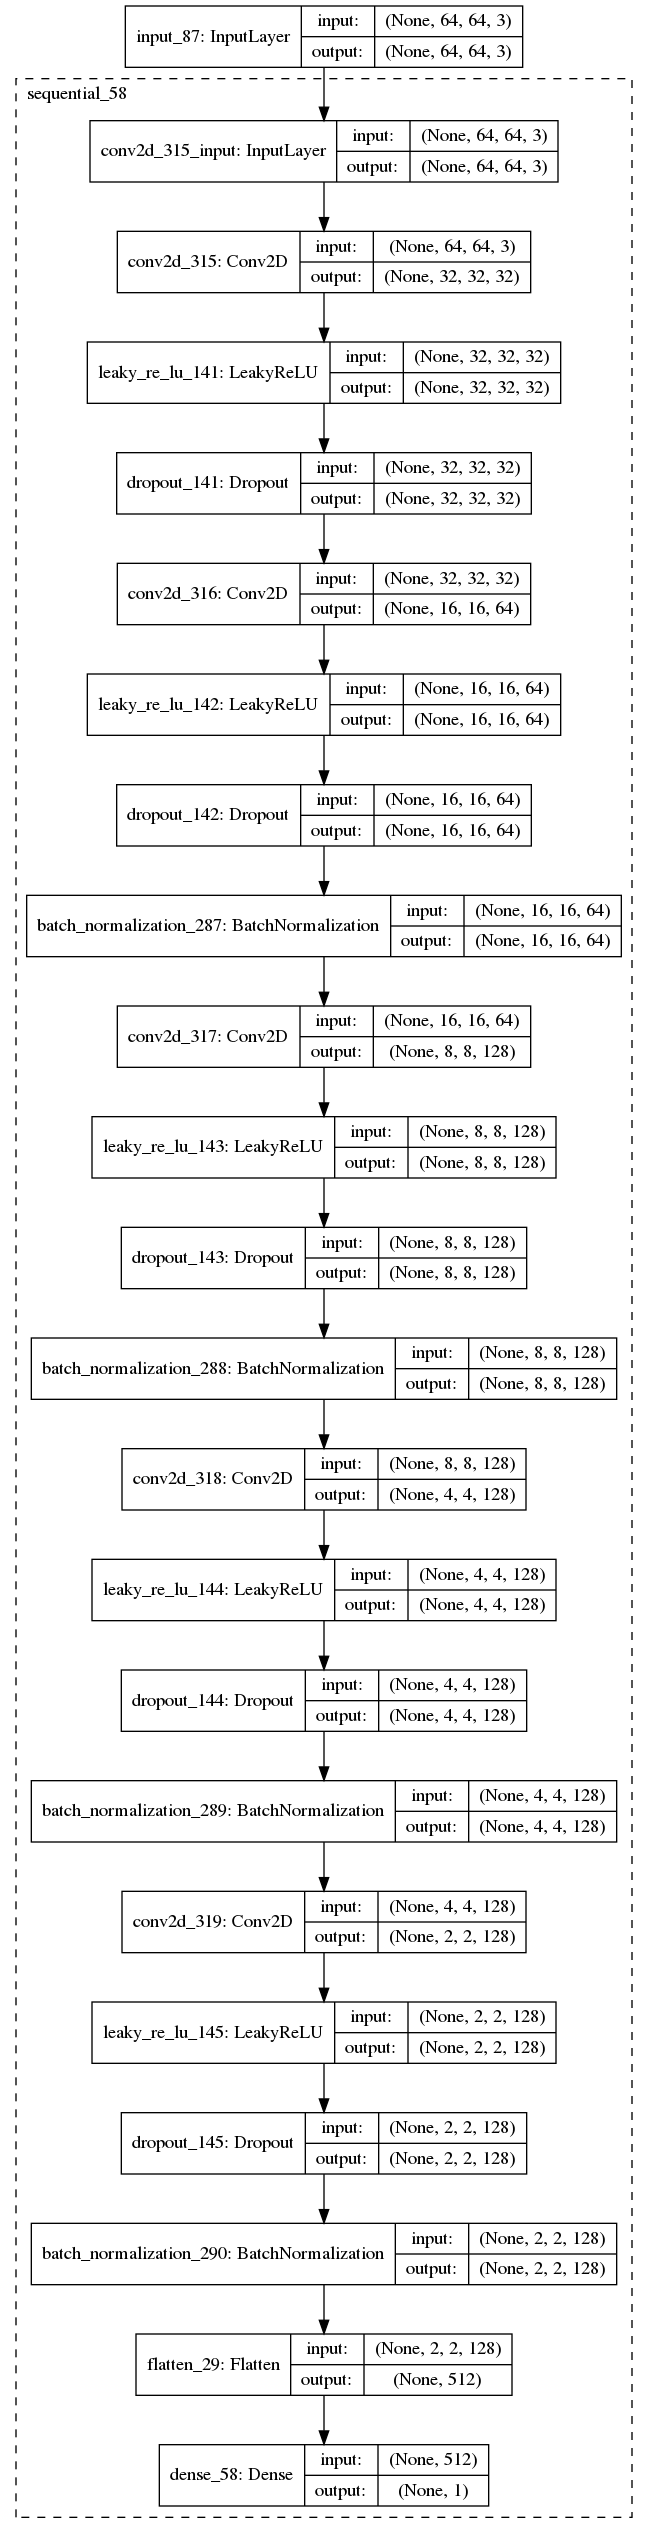 input_87: InputLayer
input: (None, 64, 64, 3)
output: (None, 64, 64, 3)
sequential_58
conv2d_315_input: InputLayer
input: (None, 64, 64, 3)
output: (None, 64, 64, 3)
conv2d_315: Conv2D
input: (None, 64, 64, 3)
output: (None, 32, 32, 32)
leaky_re_lu_141: LeakyReLU
input: (None, 32, 32, 32)
output: (None, 32, 32, 32)
dropout_141: Dropout
input: (None, 32, 32, 32)
output: (None, 32, 32, 32)
conv2d_316: Conv2D
input: (None, 32, 32, 32)
output: (None, 16, 16, 64)
leaky_re_lu_142: LeakyReLU
input: (None, 16, 16, 64)
output: (None, 16, 16, 64)
dropout_142: Dropout
input: (None, 16, 16, 64)
output: (None, 16, 16, 64)
batch_normalization_287: BatchNormalization
input: (None, 16, 16, 64)
output: (None, 16, 16, 64)
conv2d_317: Conv2D
input: (None, 16, 16, 64)
output: (None, 8, 8, 128)
leaky_re_lu_143: LeakyReLU
input: (None, 8, 8, 128)
output: (None, 8, 8, 128)
dropout_143: Dropout
input: (None, 8, 8, 128)
output: (None, 8, 8, 128)
batch_normalization_288: BatchNormalization
input: (None, 8, 8, 128)
output: (None, 8, 8, 128)
conv2d_318: Conv2D
input: (None, 8, 8, 128)
output: (None, 4, 4, 128)
leaky_re_lu_144: LeakyReLU
input: (None, 4, 4, 128)
output: (None, 4, 4, 128)
dropout_144: Dropout
input: (None, 4, 4, 128)
output: (None, 4, 4, 128)
batch_normalization_289: BatchNormalization
input: (None, 4, 4, 128)
output: (None, 4, 4, 128)
conv2d_319: Conv2D
input: (None, 4, 4, 128)
output: (None, 2, 2, 128)
leaky_re_lu_145: LeakyReLU
input: (None, 2, 2, 128)
output: (None, 2, 2, 128)
dropout_145: Dropout
input: (None, 2, 2, 128)
output: (None, 2, 2, 128)
batch_normalization_290: BatchNormalization
input: (None, 2, 2, 128)
output: (None, 2, 2, 128)
flatten_29: Flatten
input: (None, 2, 2, 128)
output: (None, 512)
dense_58: Dense
input: (None, 512)
output: (None, 1)